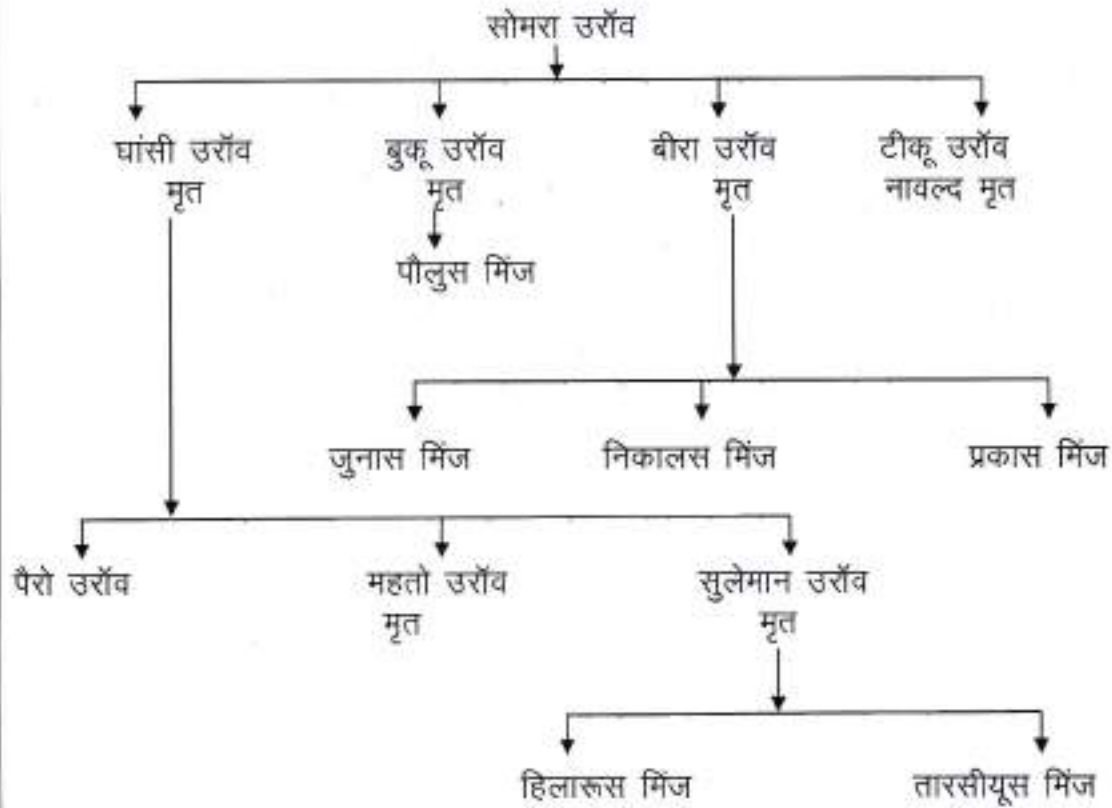 सोमरा उरॉव
घांसी उरॉव बुकू उरॉव बीरा उरॉव टीकू उरॉव
मृत मृत मृत नावल्द मृत
पौलुस मिंज
जुनास मिंज निकालस मिंज प्रकास मिंज
पैरो उरॉव महतो उरॉव सुलेमान उरॉव
मृत मृत
हिलारूस मिंज तारसीयूस मिंज